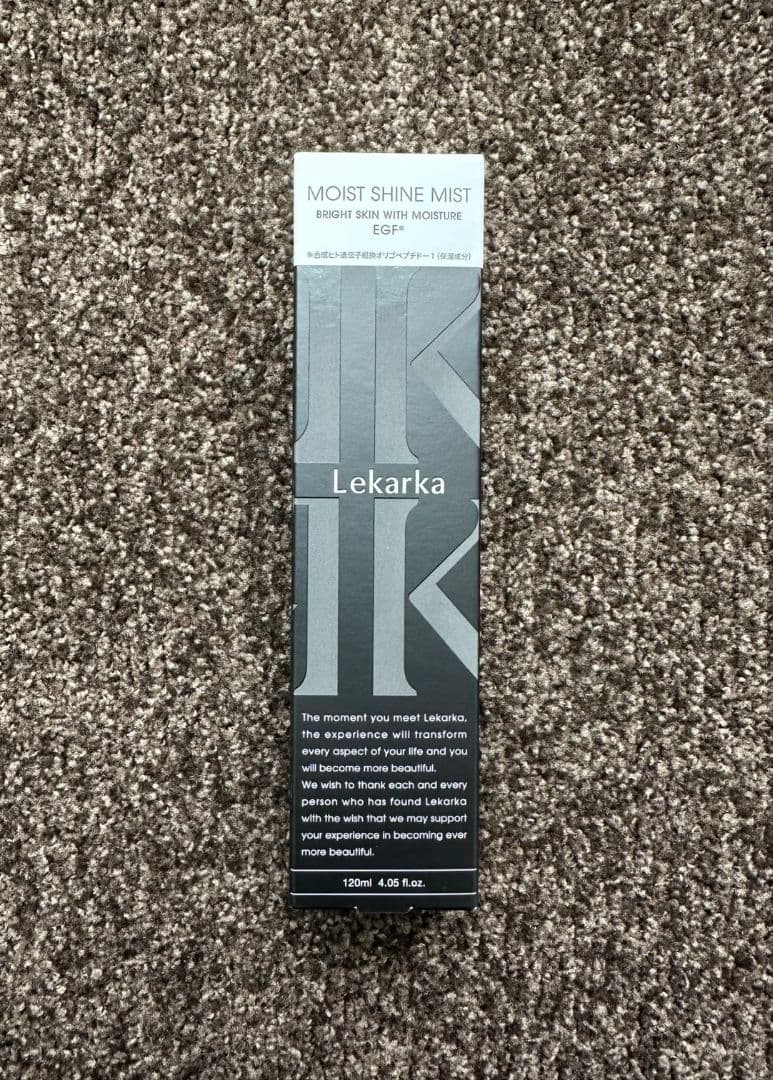 MOIST SHINE MIST
BRIGHT SKIN WITH MOISTURE
EGF※
※合成ヒト遺伝子組換オリゴペプチドー1(保湿成分)
Lekarka
The moment you meet Lekarka,
the experience will transform
every aspect of your life and you
will become more beautiful.
We wish to thank each and every
person who has found Lekarka
with the wish that we may support
your experience in becoming ever
more beautiful.
120ml 4.05 fl.oz.